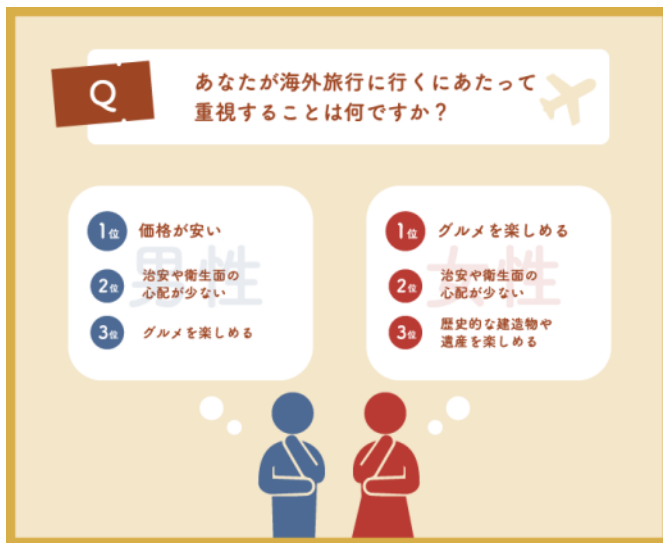 Q
あなたが海外旅行に行くにあたって
重視することは何ですか？
男性
1位 価格が安い
2位 治安や衛生面の
心配が少ない
3位 グルメを楽しめる
女性
1位 グルメを楽しめる
2位 治安や衛生面の
心配が少ない
3位 歴史的な建造物や
遺産を楽しめる